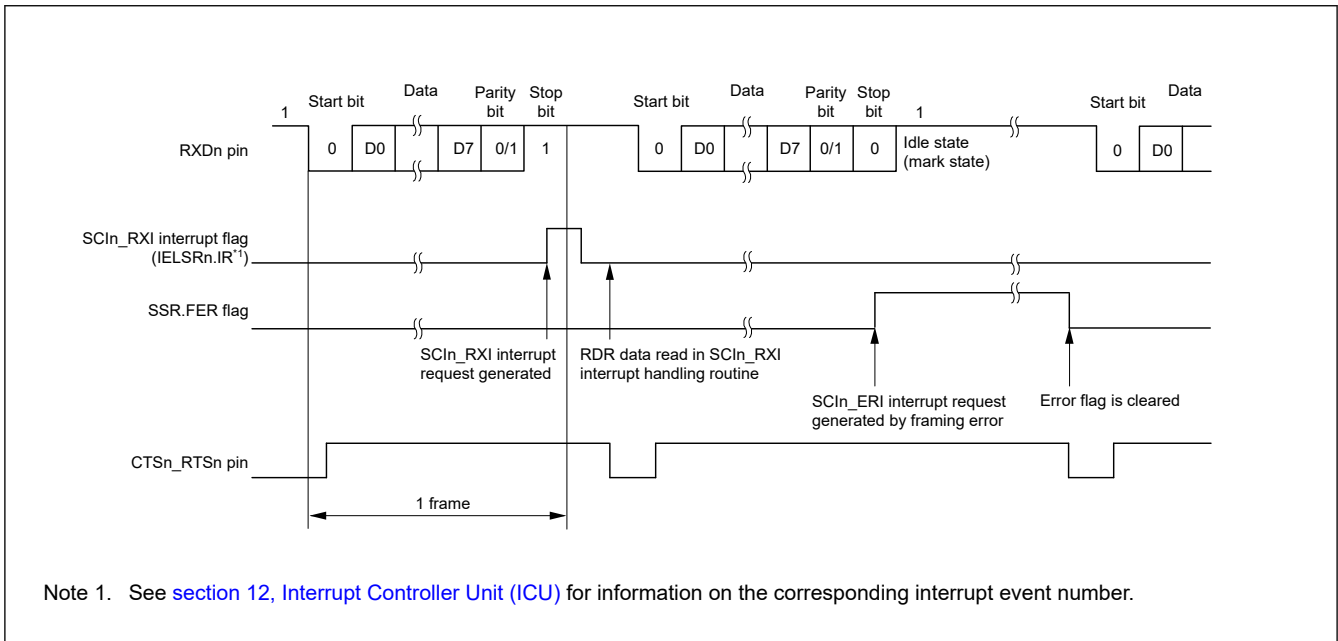 Start bit Data Parity bit Stop bit Start bit Data Parity bit Stop bit 1 Start bit Data
1
RXDn pin 0 D0 D7 0/1 1 0 D0 D7 0/1 0 Idle state (mark state) 0 D0
SCIn_RXI interrupt flag
(IELSRn.IR*1)
SSR.FER flag
SCIn_RXI interrupt
request generated
RDR data read in SCIn_RXI
interrupt handling routine
SCIn_ERI interrupt request
generated by framing error
Error flag is cleared
CTSn_RTSn pin
1 frame
Note 1. See section 12, Interrupt Controller Unit (ICU) for information on the corresponding interrupt event number.